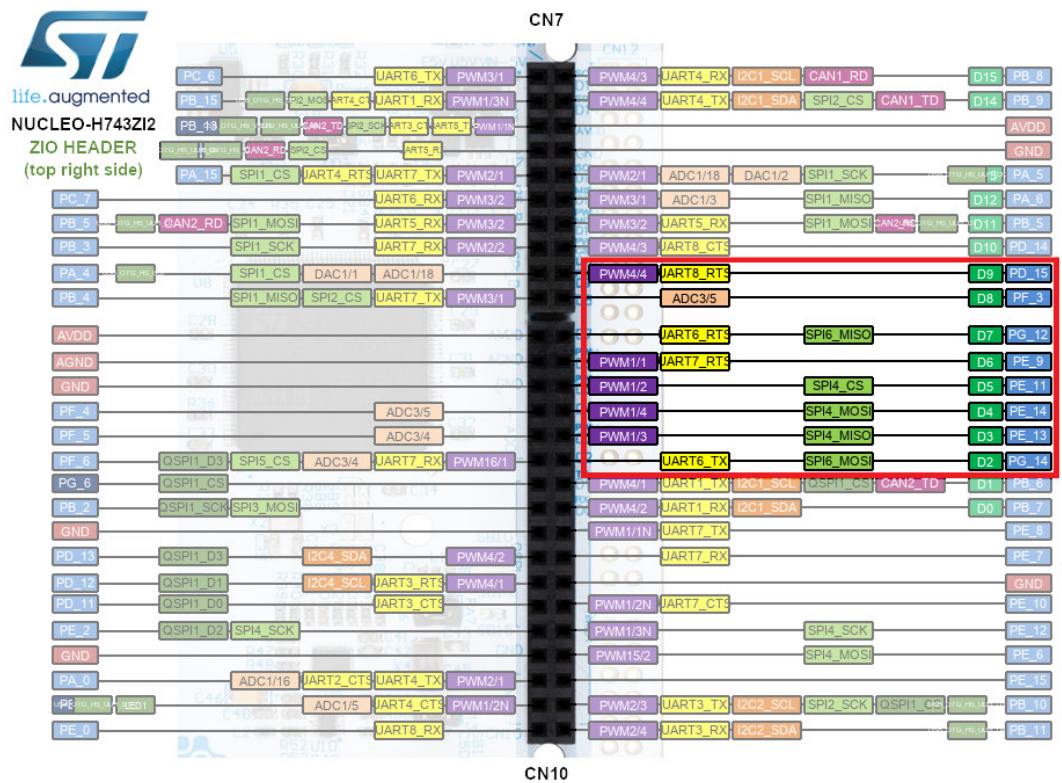 CN7
ST
life.augmented
NUCLEO-H743ZI2
ZIO HEADER
(top right side)
PC_6 UART6_TX PWM3/1 PWM4/3 UART4_RX I2C1_SCL CAN1_RD D15 PB_8
PB_15 UART1_RX PWM1/3N PWM4/4 UART4_TX I2C1_SDA SPI2_CS CAN1_TD D14 PB_9
CAN2_TD SPI2_SCK PWM1/1N AVDD
CAN2_RD SPI2_CS GND
PA_15 SPI1_CS UART4_RTS UART7_TX PWM2/1 PWM2/1 ADC1/18 DAC1/2 SPI1_SCK PA_5
PC_7 UART6_RX PWM3/2 PWM3/1 ADC1/3 SPI1_MISO D12 PA_6
PB_5 CAN2_RD SPI1_MOSI UART5_RX PWM3/2 PWM3/2 UART5_RX SPI1_MOSI CAN2_RD D11 PB_5
PB_3 SPI1_SCK UART7_RX PWM2/2 PWM4/3 UART8_CTS D10 PD_14
PA_4 SPI1_CS DAC1/1 ADC1/18 PWM4/4 UART8_RTS D9 PD_15
PB_4 SPI1_MISO SPI2_CS UART7_TX PWM3/1 ADC3/5 D8 PF_3
AVDD UART6_RTS SPI6_MISO D7 PG_12
AGND PWM1/1 UART7_RTS D6 PE_9
GND PWM1/2 SPI4_CS D5 PE_11
PF_4 ADC3/5 PWM1/4 SPI4_MOSI D4 PE_14
PF_5 ADC3/4 PWM1/3 SPI4_MISO D3 PE_13
PF_6 QSPI1_D3 SPI5_CS ADC3/4 UART7_RX PWM16/1 UART6_TX SPI6_MOSI D2 PG_14
PG_6 QSPI1_CS PWM4/1 UART1_TX I2C1_SCL QSPI1_CS CAN2_TD D1 PB_6
PB_2 QSPI1_SCK SPI3_MOSI PWM4/2 UART1_RX I2C1_SDA D0 PB_7
GND PWM1/1N UART7_TX PE_8
PD_13 QSPI1_D3 I2C4_SDA PWM4/2 UART7_RX PE_7
PD_12 QSPI1_D1 I2C4_SCL UART3_RTS PWM4/1 GND
PD_11 QSPI1_D0 UART3_CTS PWM1/2N UART7_CTS PE_10
PE_2 QSPI1_D2 SPI4_SCK PWM1/3N SPI4_SCK PE_12
GND PWM15/2 SPI4_MOSI PE_6
PA_0 ADC1/16 UART2_CTS UART4_TX PWM2/1 PE_15
LED1 ADC1/5 UART4_CTS PWM1/2N PWM2/3 UART3_TX I2C2_SCL SPI2_SCK PB_10
PE_0 UART8_RX PWM2/4 UART3_RX I2C2_SDA PB_11
CN10